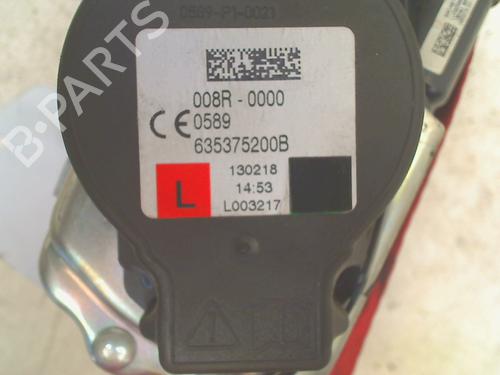 0589-P1-0021
008R - 0000
CE 0589
635375200B
L
130218
14:53
L003217
B-PARTS